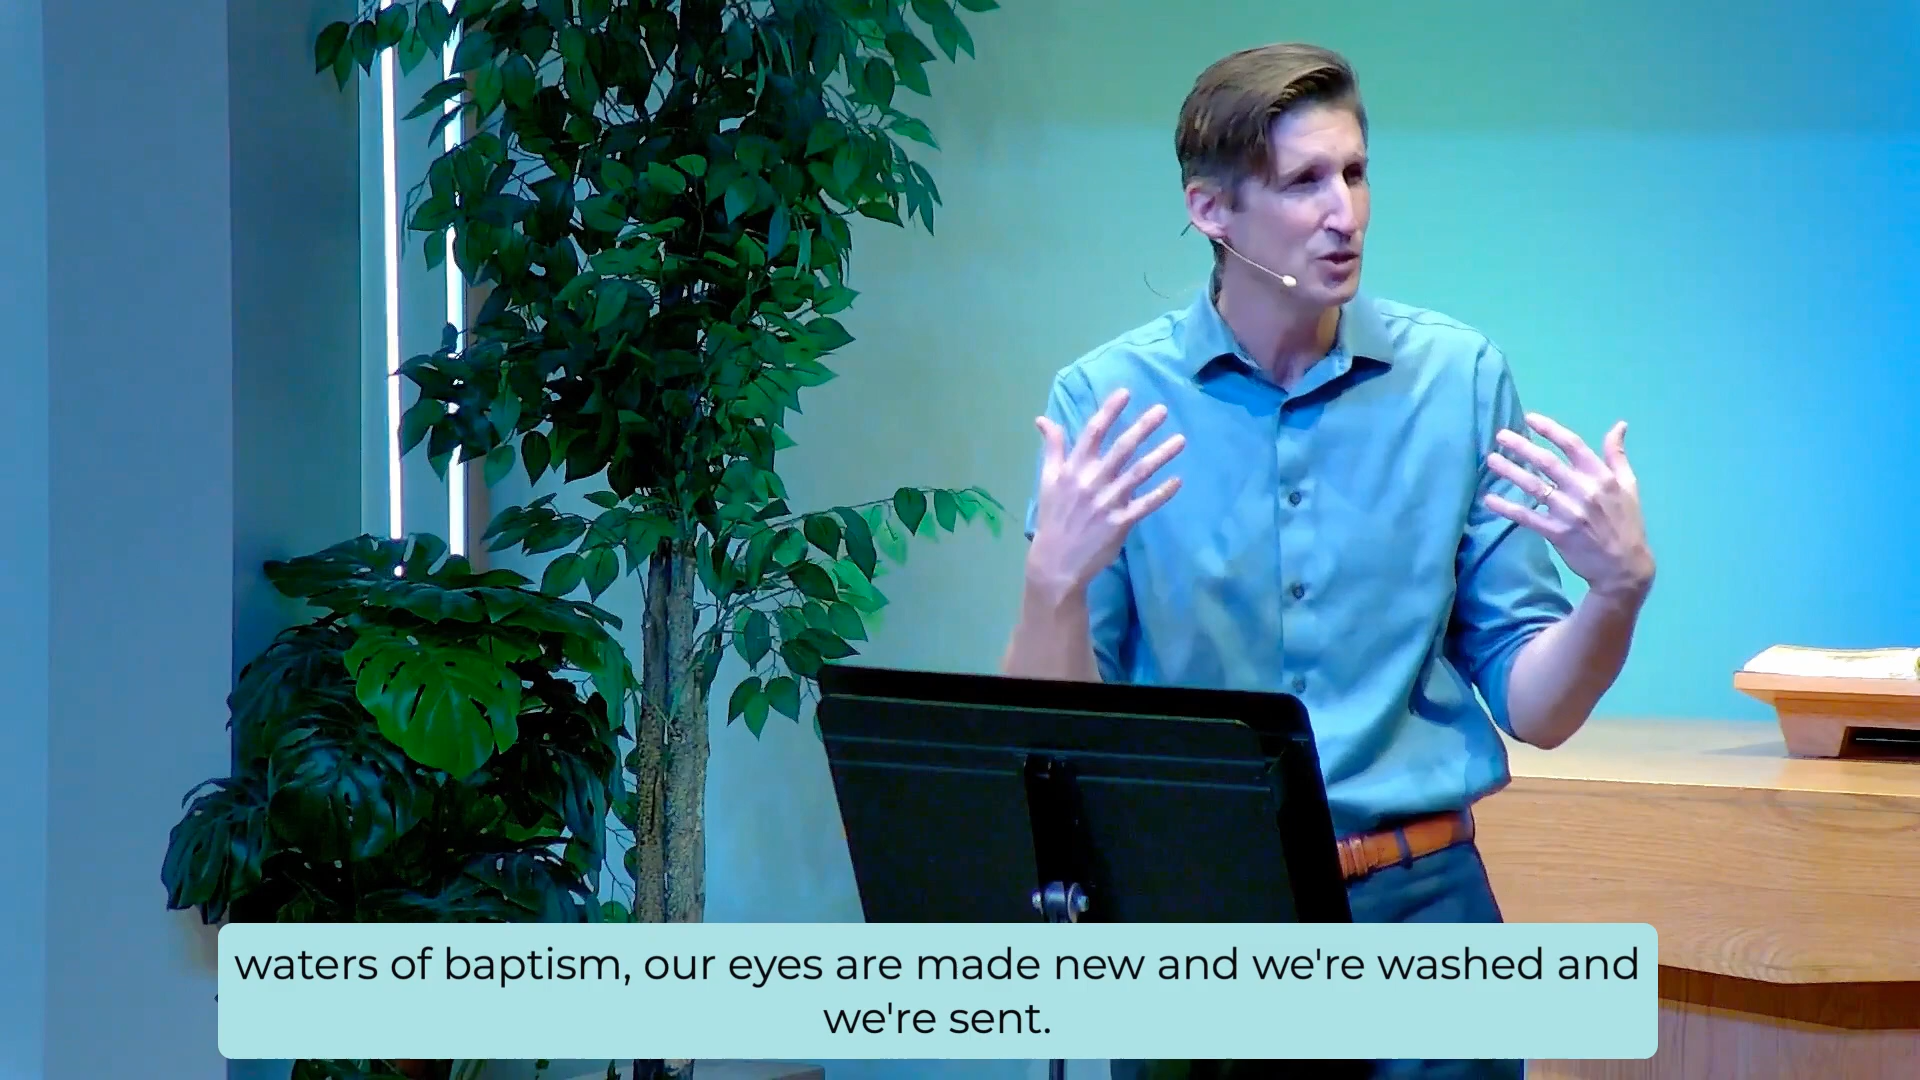 waters of baptism, our eyes are made new and we're washed and
we're sent.